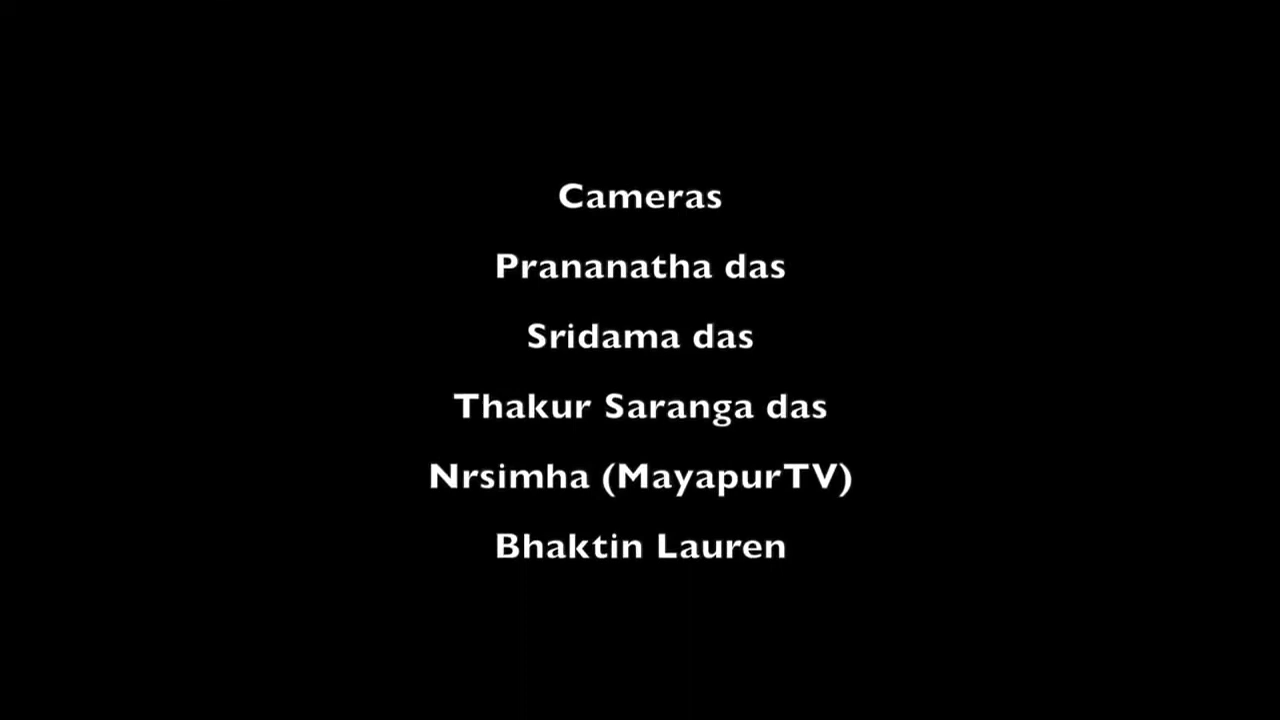 Cameras
Prananatha das
Sridama das
Thakur Saranga das
Nrsimha (MayapurTV)
Bhaktin Lauren